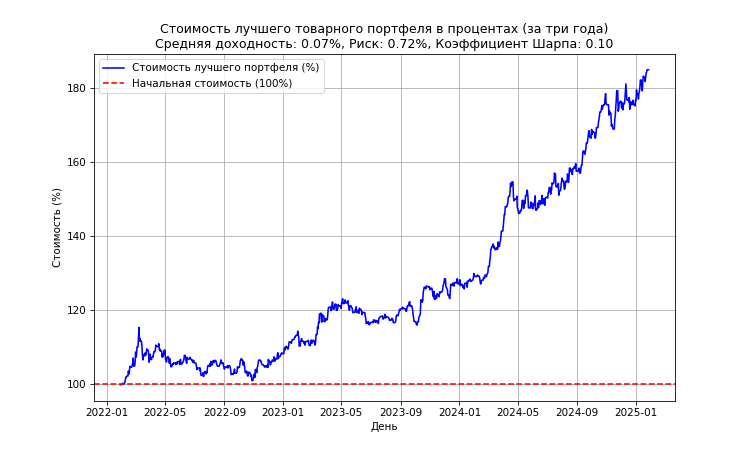 Стоимость лучшего товарного портфеля в процентах (за три года)
Средняя доходность: 0.07%, Риск: 0.72%, Коэффициент Шарпа: 0.10
Стоимость лучшего портфеля (%)
Начальная стоимость (100%)
Стоимость (%)
180
160
140
120
100
2022-01 2022-05 2022-09 2023-01 2023-05 2023-09 2024-01 2024-05 2024-09 2025-01
День